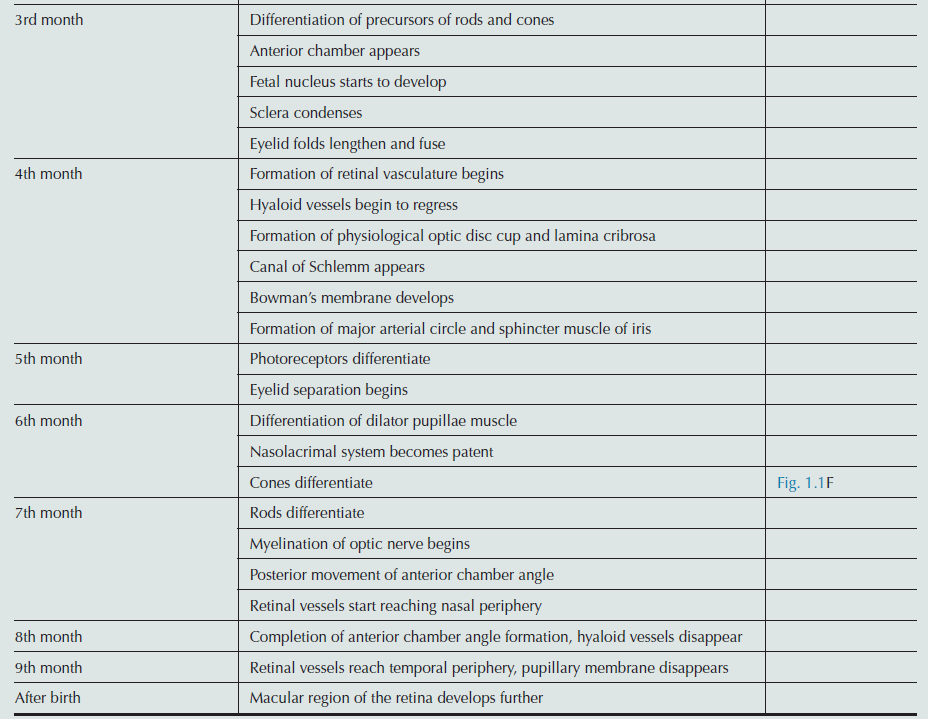 3rd month Differentiation of precursors of rods and cones
Anterior chamber appears
Fetal nucleus starts to develop
Sclera condenses
Eyelid folds lengthen and fuse
4th month Formation of retinal vasculature begins
Hyaloid vessels begin to regress
Formation of physiological optic disc cup and lamina cribrosa
Canal of Schlemm appears
Bowman’s membrane develops
Formation of major arterial circle and sphincter muscle of iris
5th month Photoreceptors differentiate
Eyelid separation begins
6th month Differentiation of dilator pupillae muscle
Nasolacrimal system becomes patent
Cones differentiate Fig. 1.1F
7th month Rods differentiate
Myelination of optic nerve begins
Posterior movement of anterior chamber angle
Retinal vessels start reaching nasal periphery
8th month Completion of anterior chamber angle formation, hyaloid vessels disappear
9th month Retinal vessels reach temporal periphery, pupillary membrane disappears
After birth Macular region of the retina develops further